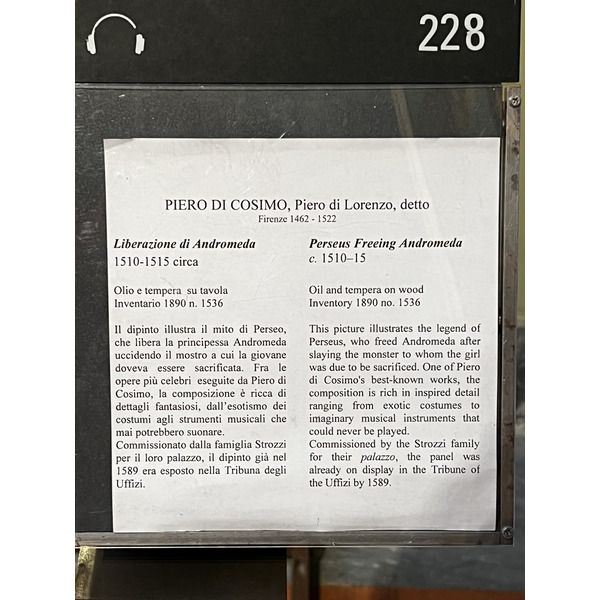 228
PIERO DI COSIMO, Piero di Lorenzo, detto
Firenze 1462 - 1522
Liberazione di Andromeda
1510-1515 circa
Olio e tempera su tavola
Inventario 1890 n. 1536
Il dipinto illustra il mito di Perseo,
che libera la principessa Andromeda
uccidendo il mostro a cui la giovane
doveva essere sacrificata. Fra le
opere più celebri eseguite da Piero di
Cosimo, la composizione è ricca di
dettagli fantasiosi, dall'esotismo dei
costumi agli strumenti musicali che
mai potrebbero suonare.
Commissionato dalla famiglia Strozzi
per il loro palazzo, il dipinto già nel
1589 era esposto nella Tribuna degli
Uffizi.
Perseus Freeing Andromeda
c. 1510–15
Oil and tempera on wood
Inventory 1890 no. 1536
This picture illustrates the legend of
Perseus, who freed Andromeda after
slaying the monster to whom the girl
was due to be sacrificed. One of Piero
di Cosimo's best-known works, the
composition is rich in inspired detail
ranging from exotic costumes to
imaginary musical instruments that
could never be played.
Commissioned by the Strozzi family
for their palazzo, the panel was
already on display in the Tribune of
the Uffizi by 1589.